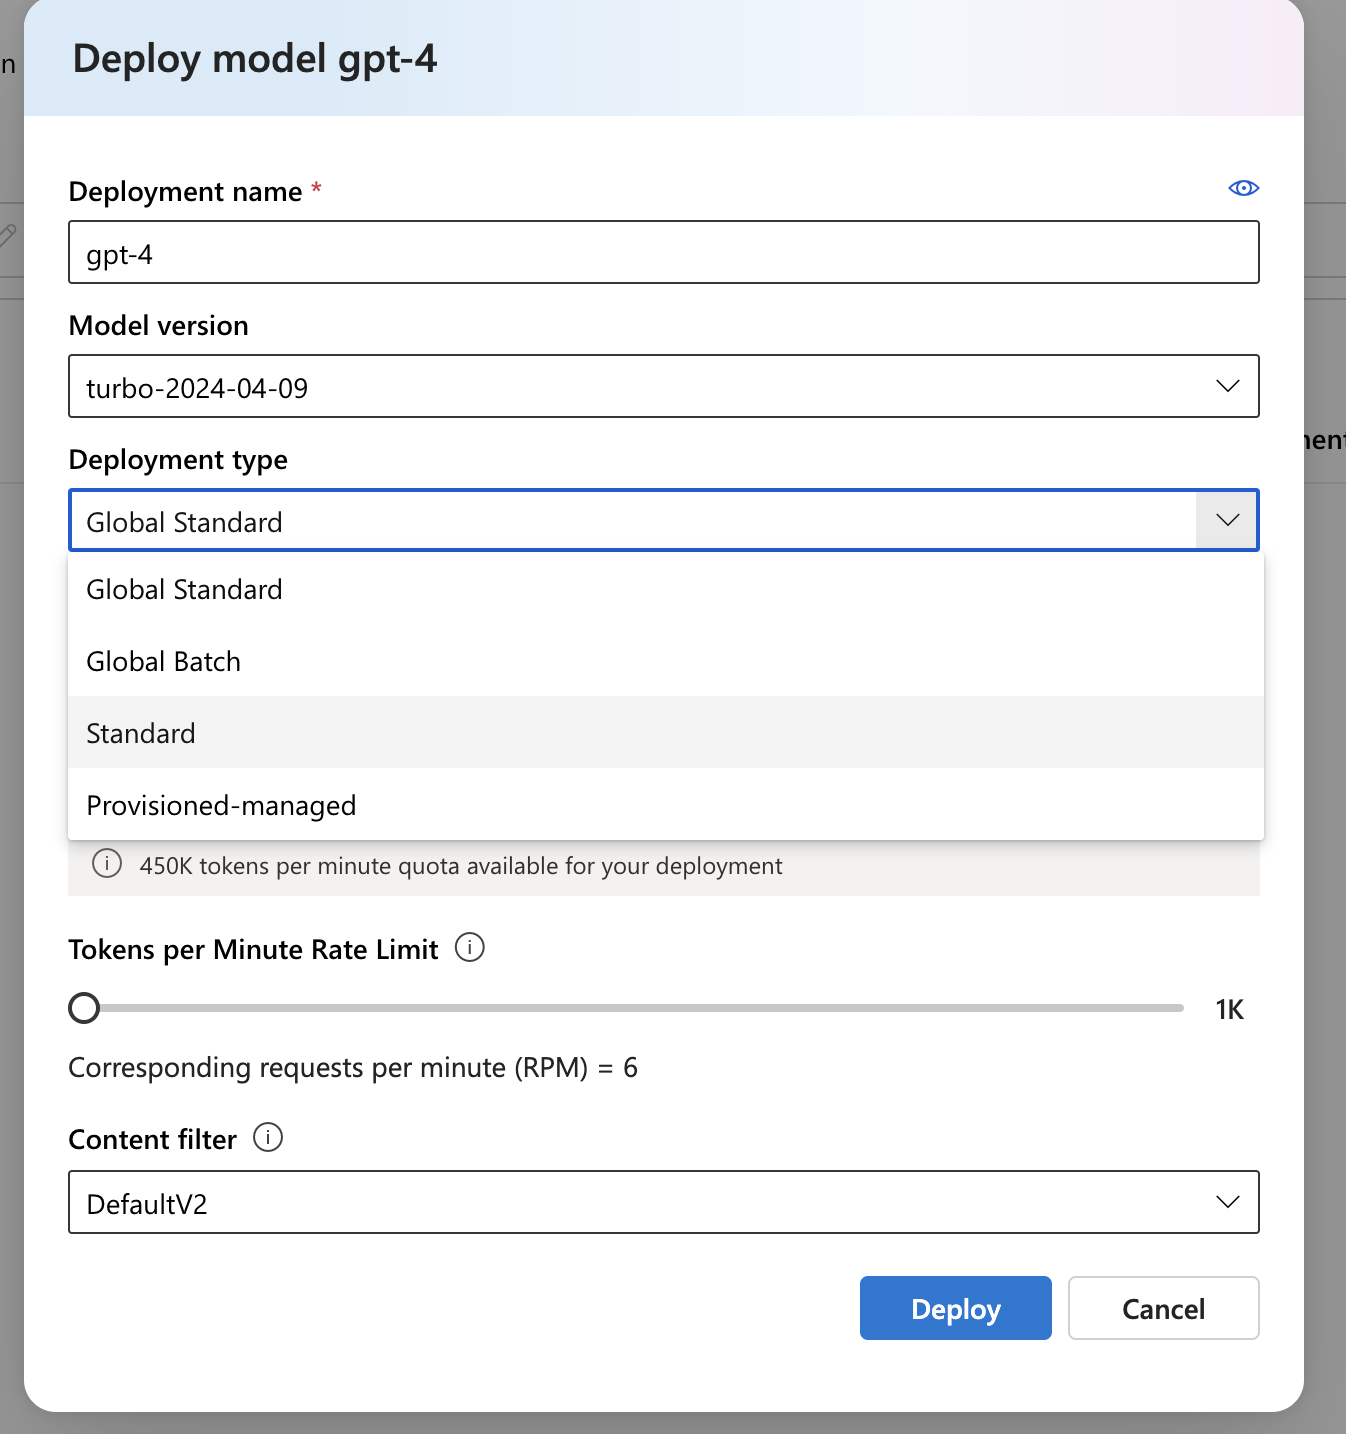 Deploy model gpt-4
n
Deployment name *
gpt-4
Model version
turbo-2024-04-09
Deployment type
Global Standard
Global Standard
Global Batch
Standard
Provisioned-managed
450K tokens per minute quota available for your deployment
Tokens per Minute Rate Limit
1K
Corresponding requests per minute (RPM) = 6
Content filter
DefaultV2
Deploy
Cancel